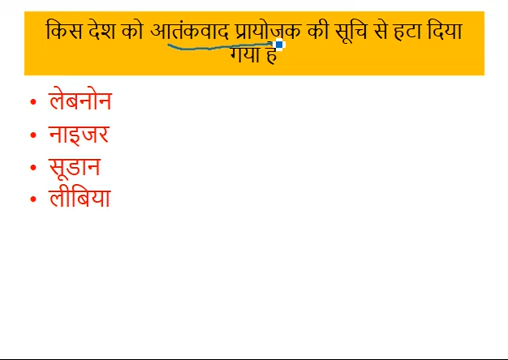 किस देश को आतंकवाद प्रायोजक की सूचि से हटा दिया
गया है
• लेबनोन
• नाइजर
• सूडान
• लीबिया